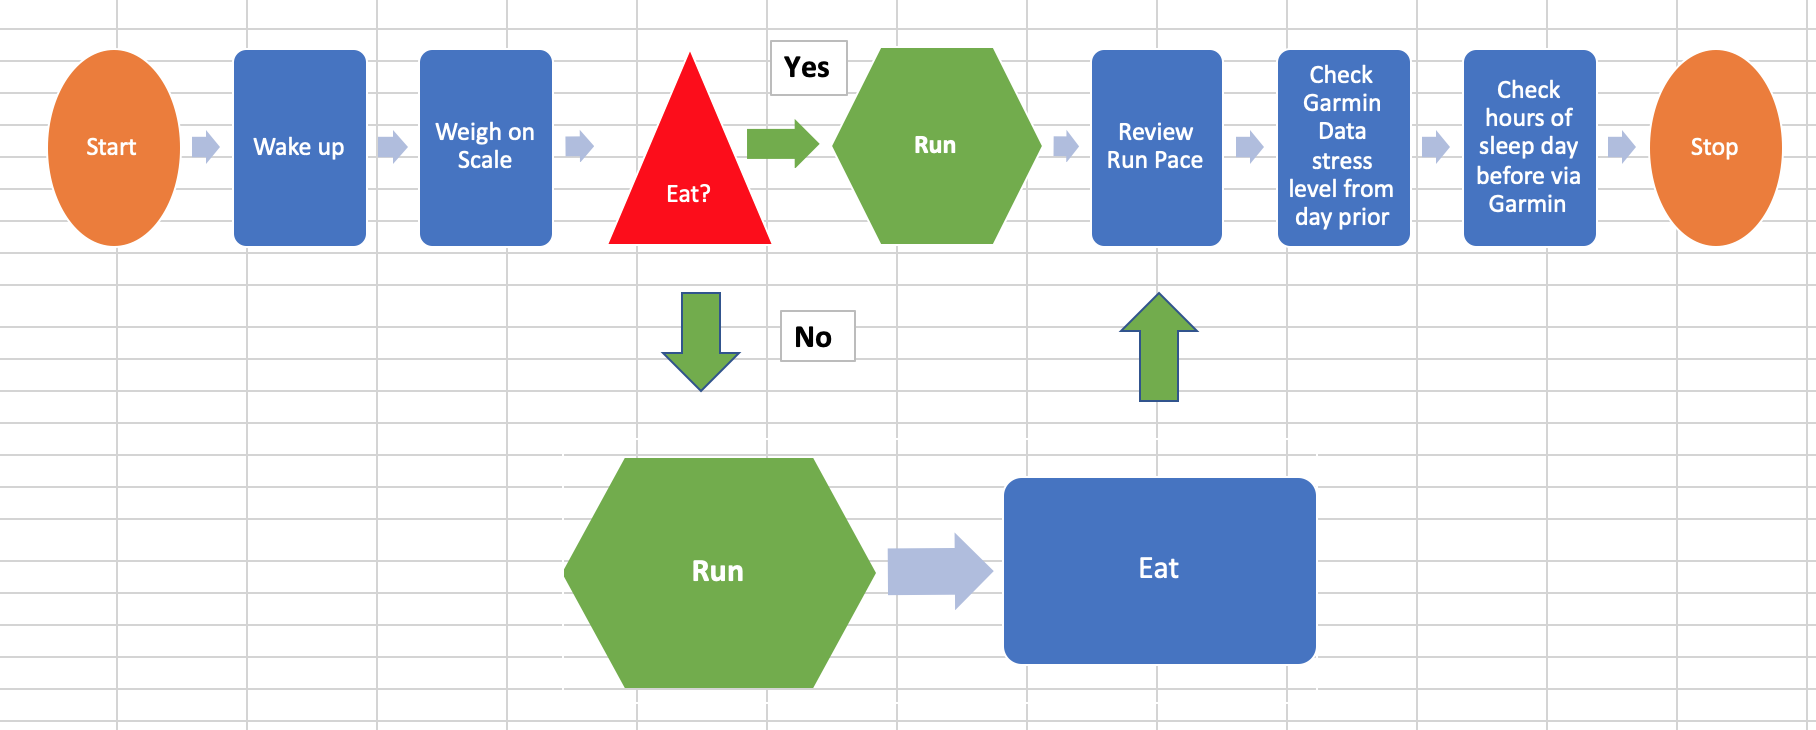 Start
Wake up
Weigh on
Scale
Eat?
Yes
Run
Review
Run Pace
Check
Garmin
Data
stress
level from
day prior
Check
hours of
sleep day
before via
Garmin
Stop
No
Run
Eat